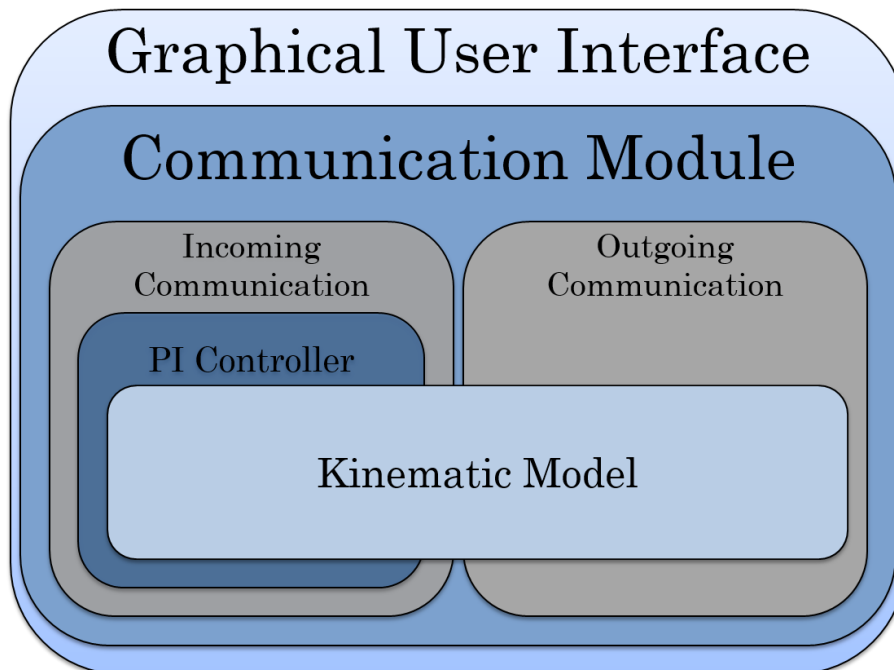 Graphical User Interface
Communication Module
Incoming
Communication
Outgoing
Communication
PI Controller
Kinematic Model